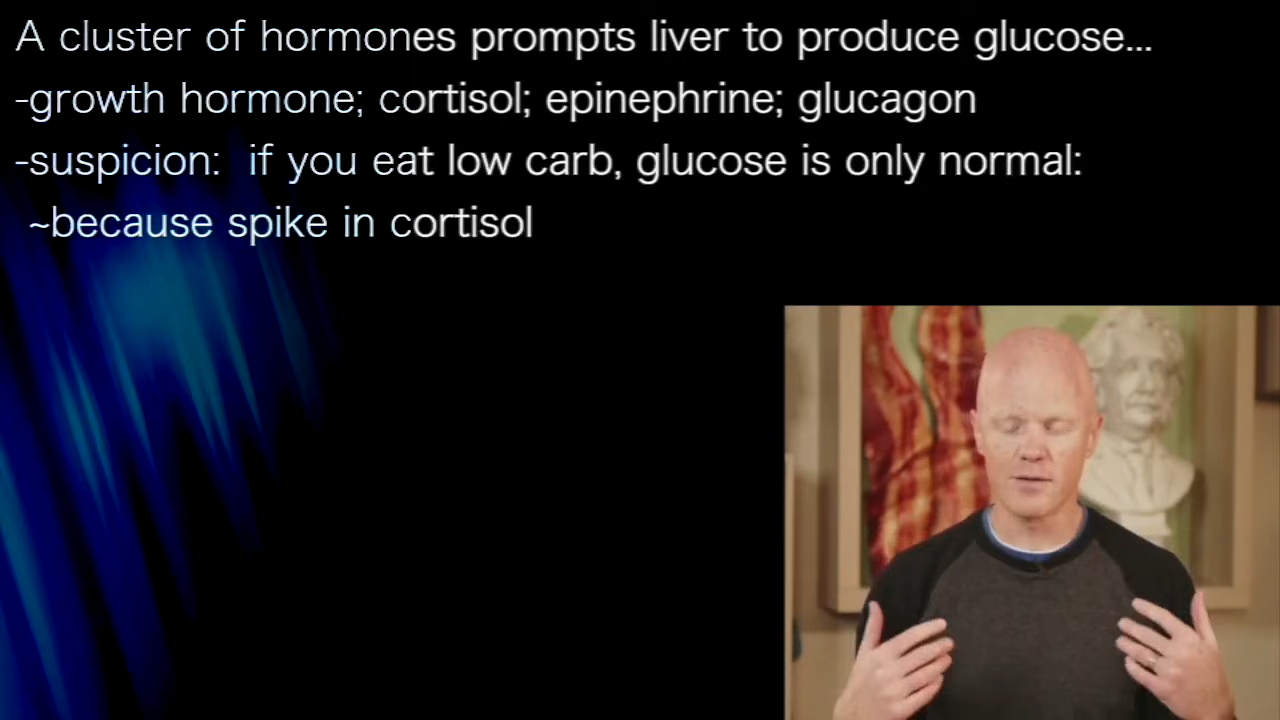 A cluster of hormones prompts liver to produce glucose...
-growth hormone; cortisol; epinephrine; glucagon
-suspicion:  if you eat low carb, glucose is only normal:
~because spike in cortisol